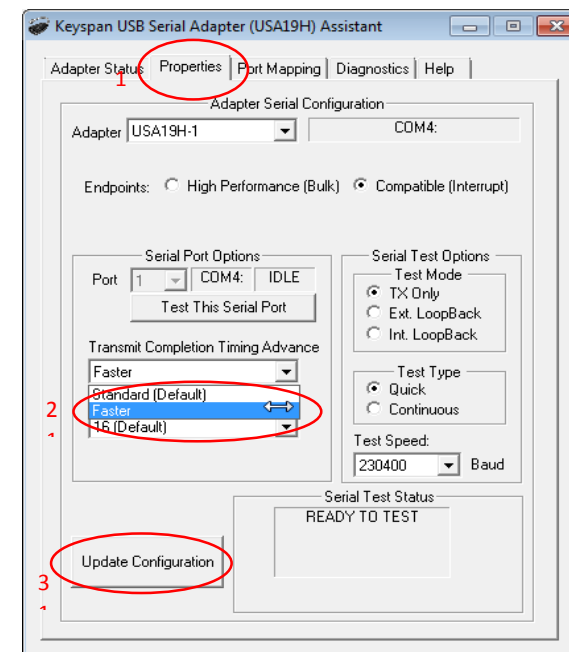 Keyspan USB Serial Adapter (USA19H) Assistant
Adapter Status Properties Port Mapping Diagnostics Help
1
Adapter Serial Configuration
Adapter USA19H-1 COM4:
Endpoints: High Performance (Bulk) Compatible (Interrupt)
Serial Port Options
Port 1 COM4: IDLE
Test This Serial Port
Transmit Completion Timing Advance
Faster
Standard (Default)
Faster
16 (Default)
2
Serial Test Options
Test Mode
TX Only
Ext. LoopBack
Int. LoopBack
Test Type
Quick
Continuous
Test Speed:
230400 Baud
Serial Test Status
READY TO TEST
Update Configuration
3